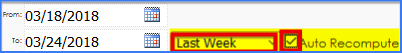 From: 03/18/2018
To: 03/24/2018 Last Week Auto Recompute